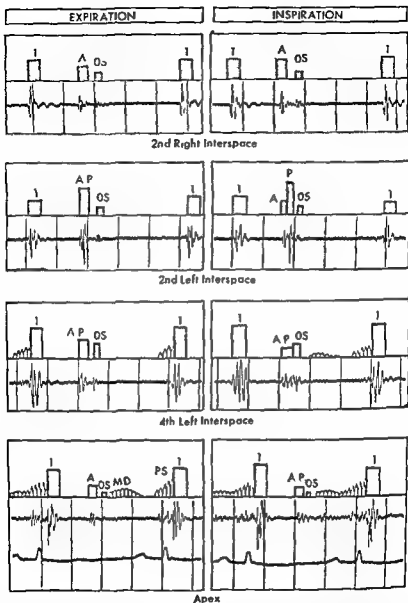 EXPIRATION INSPIRATION
1 A OS 1 1 A OS 1
2nd Right Interspace
1 A P OS 1 1 A P OS 1
2nd Left Interspace
1 A P OS 1 1 A P OS 1
4th Left Interspace
1 A OS MD PS 1 1 A P OS 1
Apex